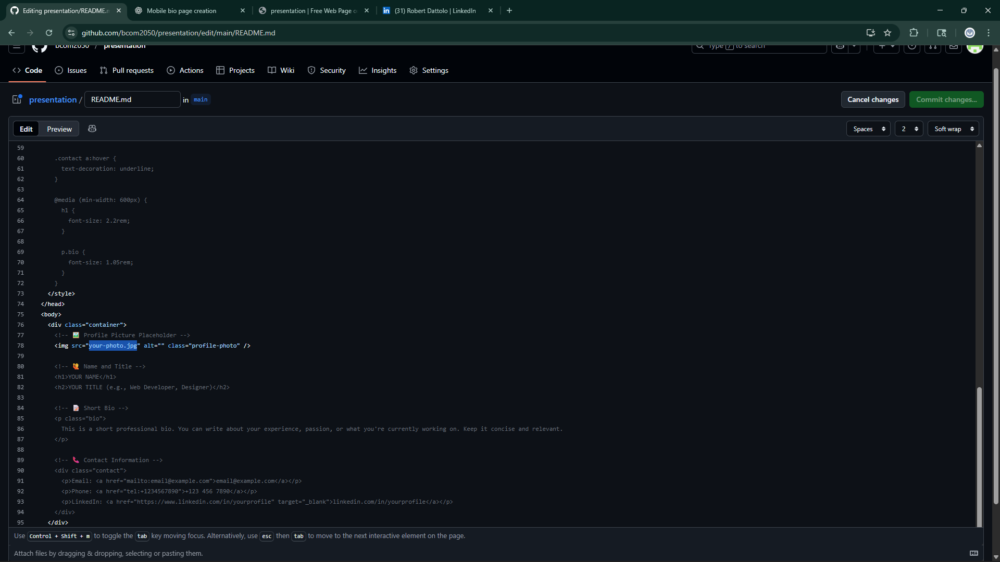 Editing presentation/README.m
Mobile bio page creation
presentation | Free Web Page o
(31) Robert Dattolo | LinkedIn
github.com/bcom2050/presentation/edit/main/README.md
bcom2050 / presentation
Type / to search
Code
Issues
Pull requests
Actions
Projects
Wiki
Security
Insights
Settings
presentation / README.md in main
Cancel changes
Commit changes...
Edit
Preview
Spaces
2
Soft wrap
59
60 .contact a:hover {
61 text-decoration: underline;
62 }
63
64 @media (min-width: 600px) {
65 h1 {
66 font-size: 2.2rem;
67 }
68
69 p.bio {
70 font-size: 1.05rem;
71 }
72 }
73 </style>
74 </head>
75 <body>
76 <div class="container">
77 <!-- 🖼️ Profile Picture Placeholder -->
78 <img src="your-photo.jpg" alt="" class="profile-photo" />
79
80 <!-- 🧑 Name and Title -->
81 <h1>YOUR NAME</h1>
82 <h2>YOUR TITLE (e.g., Web Developer, Designer)</h2>
83
84 <!-- 📝 Short Bio -->
85 <p class="bio">
86 This is a short professional bio. You can write about your experience, passion, or what you're currently working on. Keep it concise and relevant.
87 </p>
88
89 <!-- 📞 Contact Information -->
90 <div class="contact">
91 <p>Email: <a href="mailto:email@example.com">email@example.com</a></p>
92 <p>Phone: <a href="tel:+1234567890">+123 456 7890</a></p>
93 <p>LinkedIn: <a href="https://www.linkedin.com/in/yourprofile" target="_blank">linkedin.com/in/yourprofile</a></p>
94 </div>
95 </div>
Use Control + Shift + m to toggle the tab key moving focus. Alternatively, use esc then tab to move to the next interactive element on the page.
Attach files by dragging & dropping, selecting or pasting them.